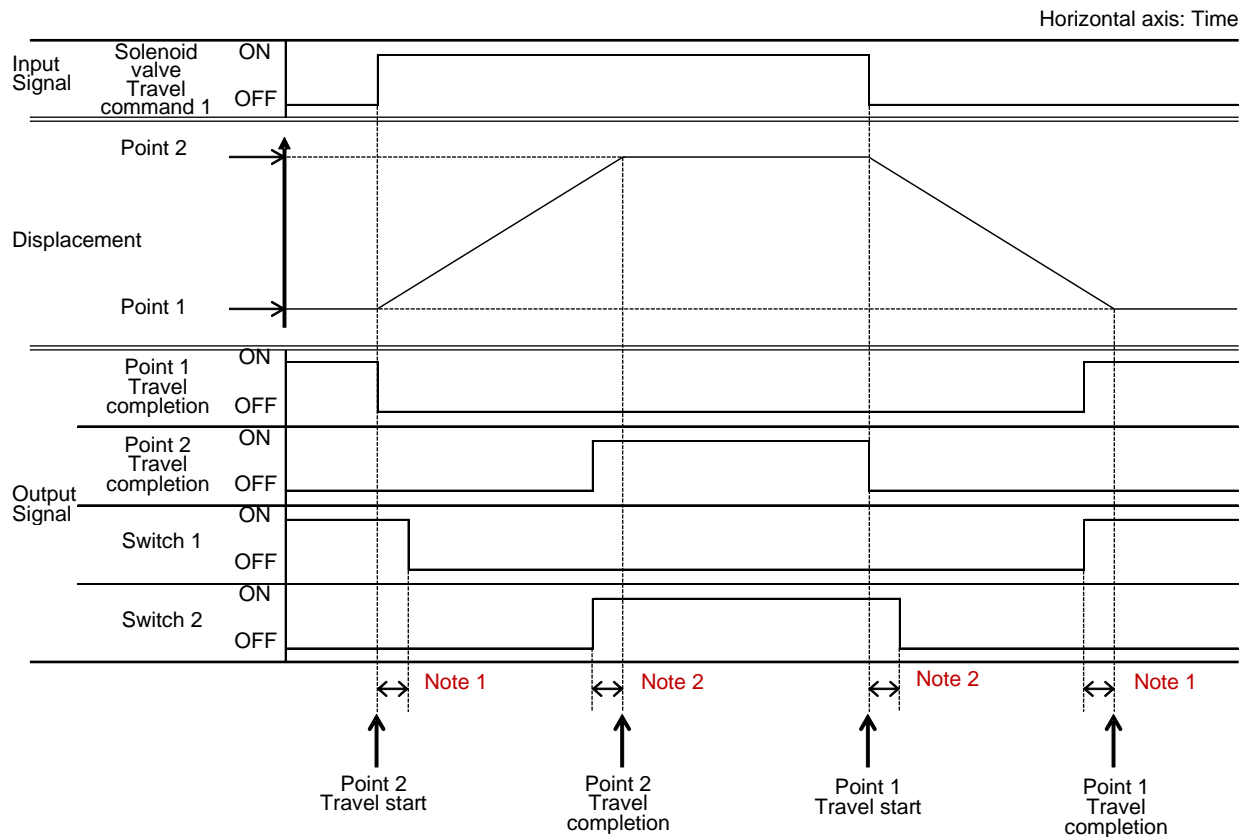 Horizontal axis: Time
Input
Signal
Solenoid
valve
Travel
command 1
ON
OFF
Point 2
Displacement
Point 1
Output
Signal
Point 1
Travel
completion
ON
OFF
Point 2
Travel
completion
ON
OFF
Switch 1
ON
OFF
Switch 2
ON
OFF
Note 1
Note 2
Note 2
Note 1
Point 2
Travel start
Point 2
Travel
completion
Point 1
Travel start
Point 1
Travel
completion